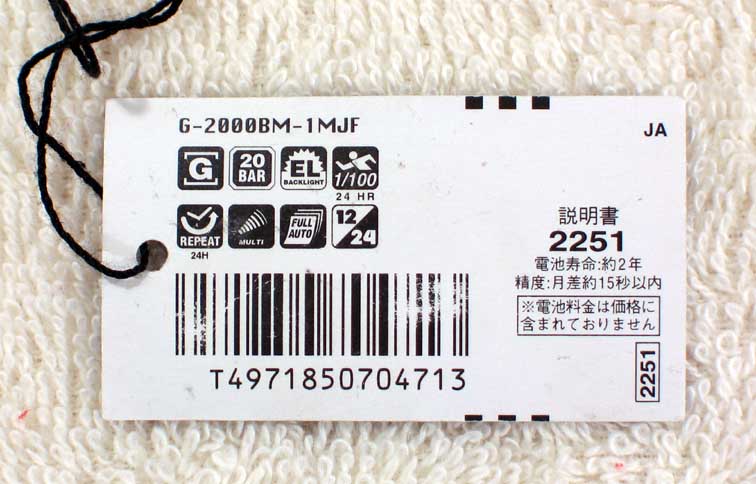 G-2000BM-1MJF
JA
G
20
BAR
EL
BACKLIGHT
1/100
24 HR
REPEAT
24H
MULTI
FULL
AUTO
12/24
説明書
2251
電池寿命:約2年
精度:月差約15秒以内
※電池料金は価格に
含まれておりません
2251
T4971850704713